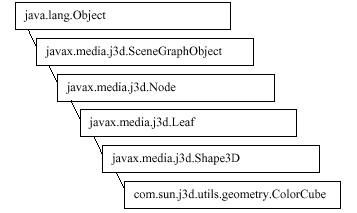 java.lang.Object
javax.media.j3d.SceneGraphObject
javax.media.j3d.Node
javax.media.j3d.Leaf
javax.media.j3d.Shape3D
com.sun.j3d.utils.geometry.ColorCube